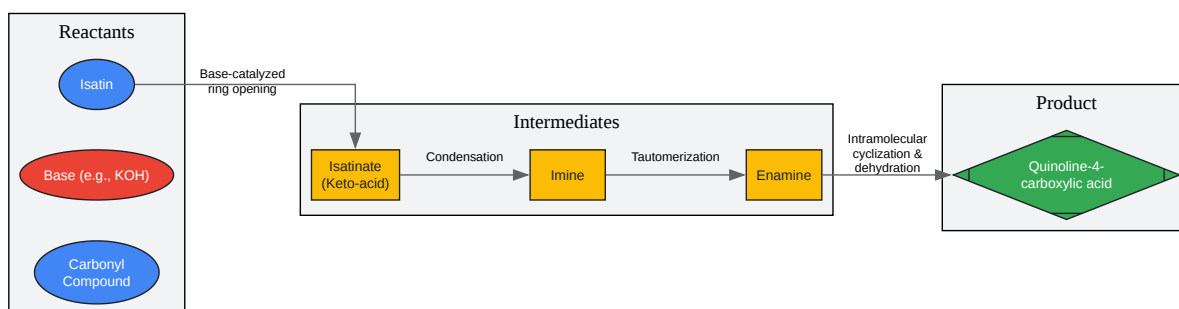 Reactants
Isatin
Base (e.g., KOH)
Carbonyl
Compound
Base-catalyzed
ring opening
Intermediates
Isatinate
(Keto-acid)
Condensation
Imine
Tautomerization
Enamine
Intramolecular
cyclization &
dehydration
Product
Quinoline-4-
carboxylic acid